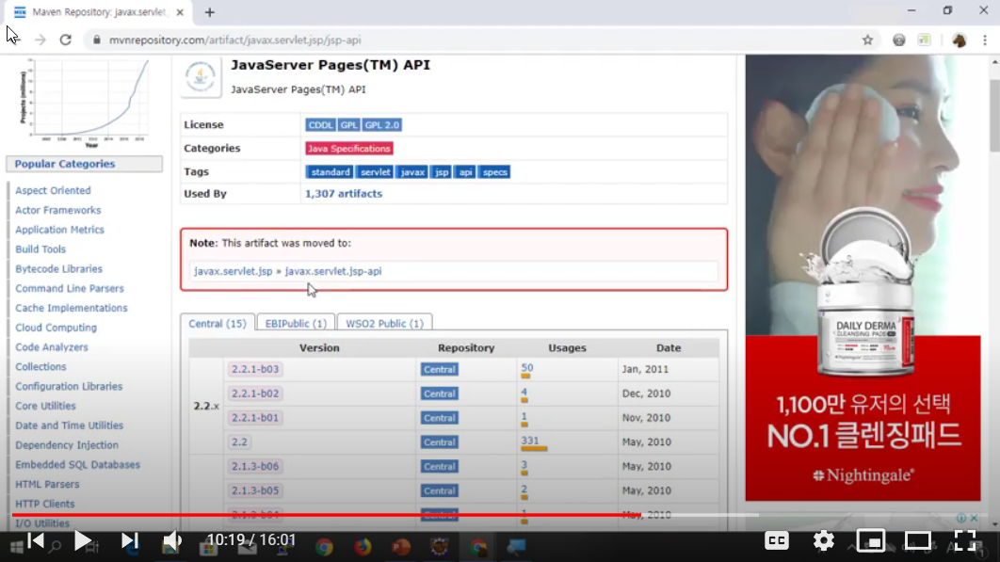 Maven Repository: javax.servlet.
mvnrepository.com/artifact/javax.servlet.jsp/jsp-api
Projects (millions)
Year
Popular Categories
Aspect Oriented
Actor Frameworks
Application Metrics
Build Tools
Bytecode Libraries
Command Line Parsers
Cache Implementations
Cloud Computing
Code Analyzers
Collections
Configuration Libraries
Core Utilities
Date and Time Utilities
Dependency Injection
Embedded SQL Databases
HTML Parsers
HTTP Clients
I/O Utilities
JavaServer Pages(TM) API
JavaServer Pages(TM) API
License CDDL GPL GPL 2.0
Categories Java Specifications
Tags standard servlet javax jsp api specs
Used By 1,307 artifacts
Note: This artifact was moved to:
javax.servlet.jsp » javax.servlet.jsp-api
Central (15) EBIPublic (1) WSO2 Public (1)
Version Repository Usages Date
2.2.x
2.2.1-b03 Central 50 Jan, 2011
2.2.1-b02 Central 4 Dec, 2010
2.2.1-b01 Central 1 Nov, 2010
2.2 Central 331 May, 2010
2.1.3-b06 Central 3 May, 2010
2.1.3-b05 Central 2 May, 2010
2.1.3-b04 Central 1 May, 2010
DAILY DERMA
CLEANSING PADS
Nightingale
1,100만 유저의 선택
NO.1 클렌징패드
Nightingale®
10:19 / 16:01
CC